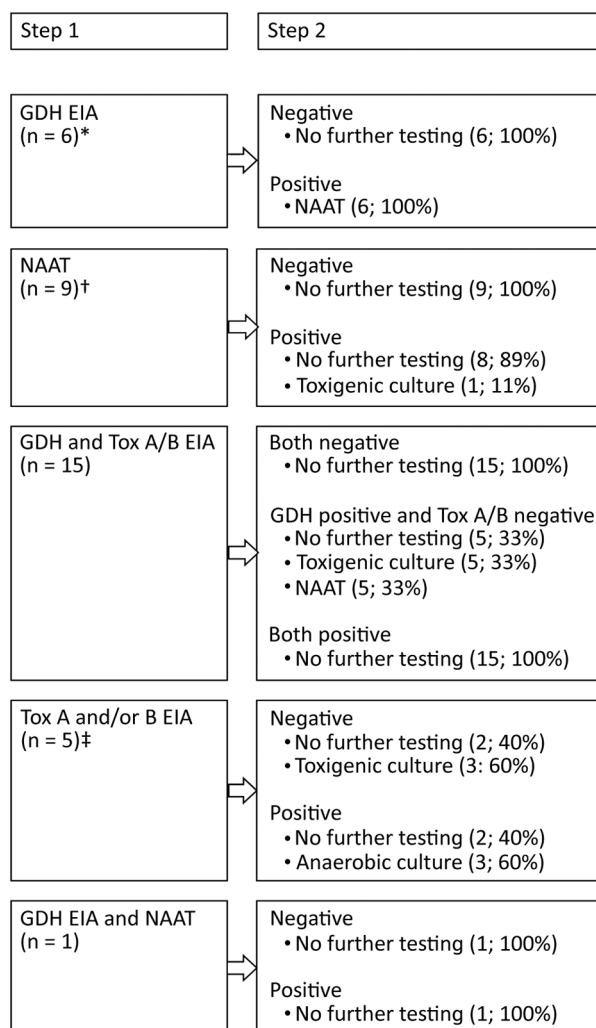 Step 1
Step 2
GDH EIA
(n = 6)*
Negative
• No further testing (6; 100%)
Positive
• NAAT (6; 100%)
NAAT
(n = 9)†
Negative
• No further testing (9; 100%)
Positive
• No further testing (8; 89%)
• Toxigenic culture (1; 11%)
GDH and Tox A/B EIA
(n = 15)
Both negative
• No further testing (15; 100%)
GDH positive and Tox A/B negative
• No further testing (5; 33%)
• Toxigenic culture (5; 33%)
• NAAT (5; 33%)
Both positive
• No further testing (15; 100%)
Tox A and/or B EIA
(n = 5)‡
Negative
• No further testing (2; 40%)
• Toxigenic culture (3: 60%)
Positive
• No further testing (2; 40%)
• Anaerobic culture (3; 60%)
GDH EIA and NAAT
(n = 1)
Negative
• No further testing (1; 100%)
Positive
• No further testing (1; 100%)